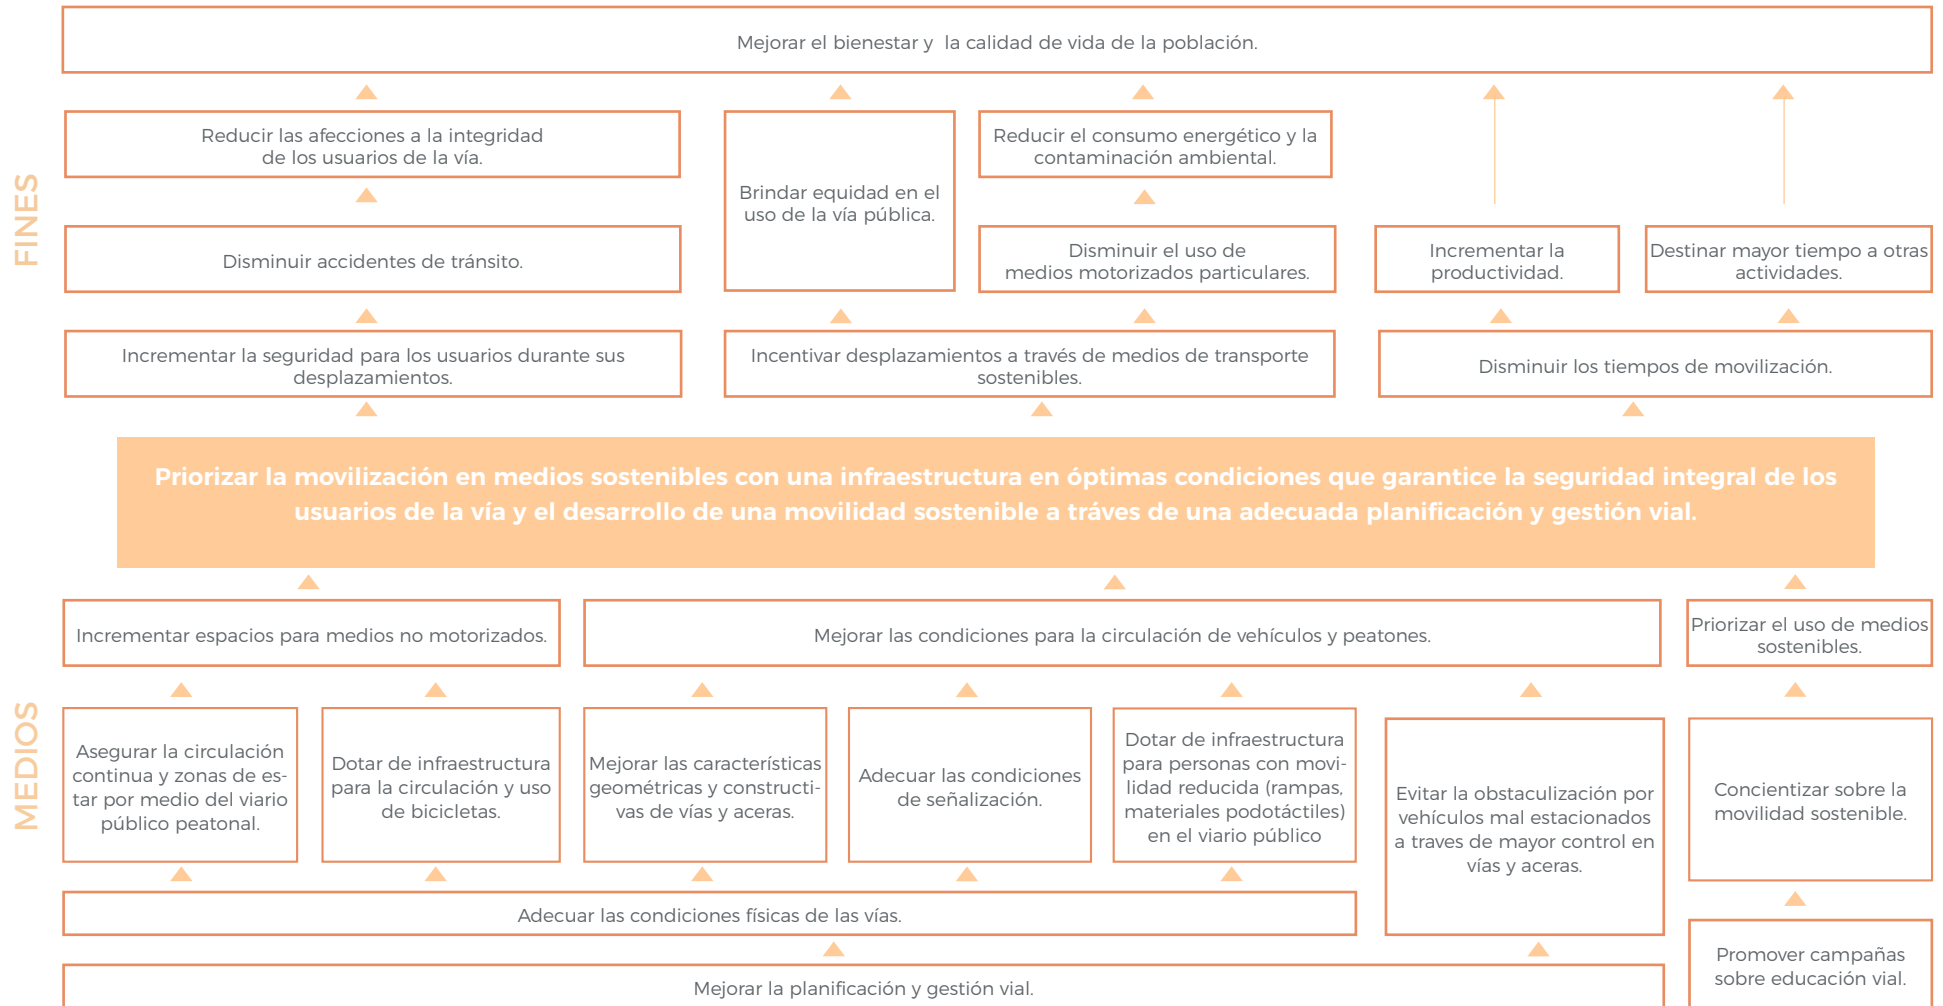 Mejorar el bienestar y  la calidad de vida de la población.
FINES
Reducir las afecciones a la integridad
de los usuarios de la vía.
Brindar equidad en el
uso de la vía pública.
Reducir el consumo energético y la
contaminación ambiental.
Disminuir accidentes de tránsito.
Disminuir el uso de
medios motorizados particulares.
Incrementar la
productividad.
Destinar mayor tiempo a otras
actividades.
Incrementar la seguridad para los usuarios durante sus
desplazamientos.
Incentivar desplazamientos a través de medios de transporte
sostenibles.
Disminuir los tiempos de movilización.
Priorizar la movilización en medios sostenibles con una infraestructura en óptimas condiciones que garantice la seguridad integral de los
usuarios de la vía y el desarrollo de una movilidad sostenible a tráves de una adecuada planificación y gestión vial.
MEDIOS
Incrementar espacios para medios no motorizados.
Mejorar las condiciones para la circulación de vehículos y peatones.
Priorizar el uso de medios
sostenibles.
Asegurar la circulación
continua y zonas de es-
tar por medio del viario
público peatonal.
Dotar de infraestructura
para la circulación y uso
de bicicletas.
Mejorar las características
geométricas y constructi-
vas de vías y aceras.
Adecuar las condiciones
de señalización.
Dotar de infraestructura
para personas con movi-
lidad reducida (rampas,
materiales podotáctiles)
en el viario público
Evitar la obstaculización por
vehículos mal estacionados
a traves de mayor control en
vías y aceras.
Concientizar sobre la
movilidad sostenible.
Adecuar las condiciones físicas de las vías.
Mejorar la planificación y gestión vial.
Promover campañas
sobre educación vial.